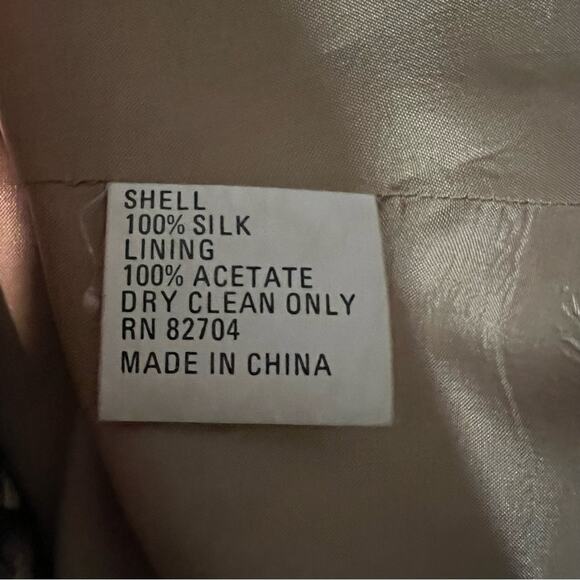 SHELL
100% SILK
LINING
100% ACETATE
DRY CLEAN ONLY
RN 82704
MADE IN CHINA